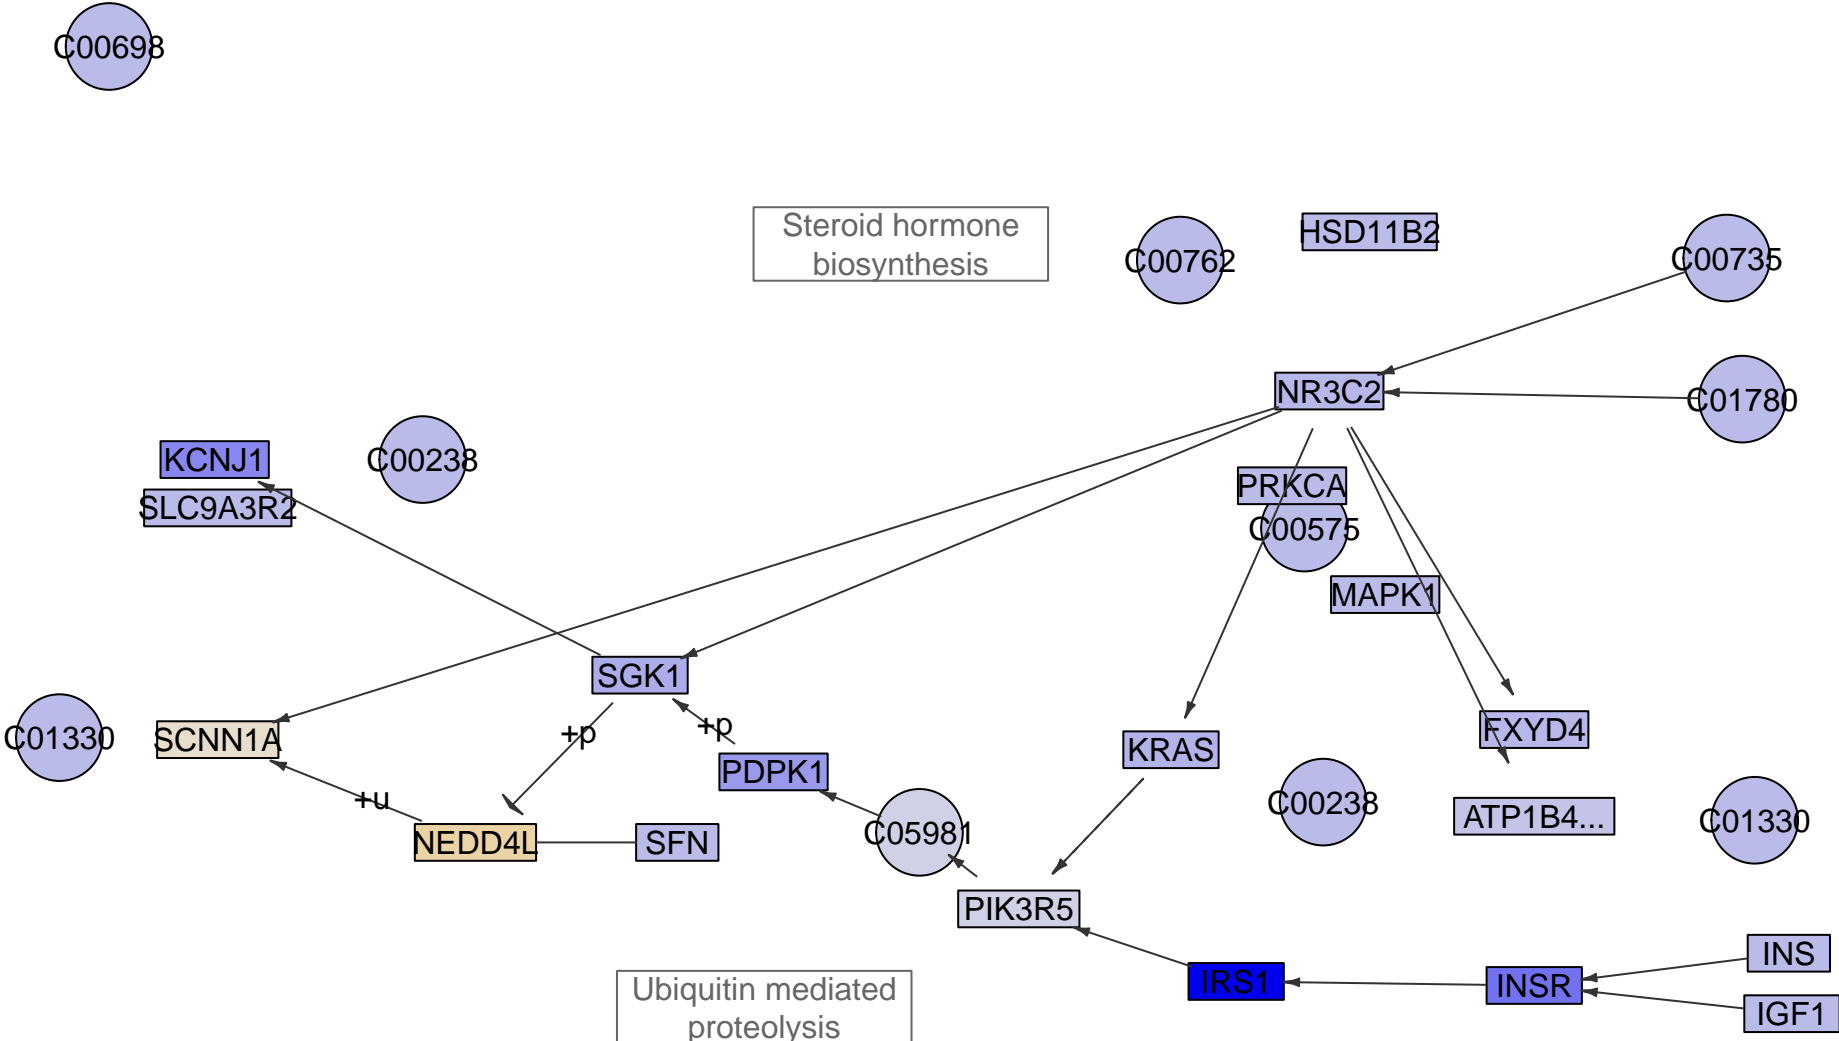 C00698
Steroid hormone
biosynthesis
C00762
HSD11B2
C00735
NR3C2
C01780
KCNJ1
C00238
SLC9A3R2
PRKCA
C00575
MAPK1
SGK1
+p
+p
C01330
SCNN1A
FXYD4
KRAS
PDPK1
+u
C00238
ATP1B4...
C01330
NEDD4L
SFN
C05981
PIK3R5
INS
IRS1
INSR
IGF1
Ubiquitin mediated
proteolysis